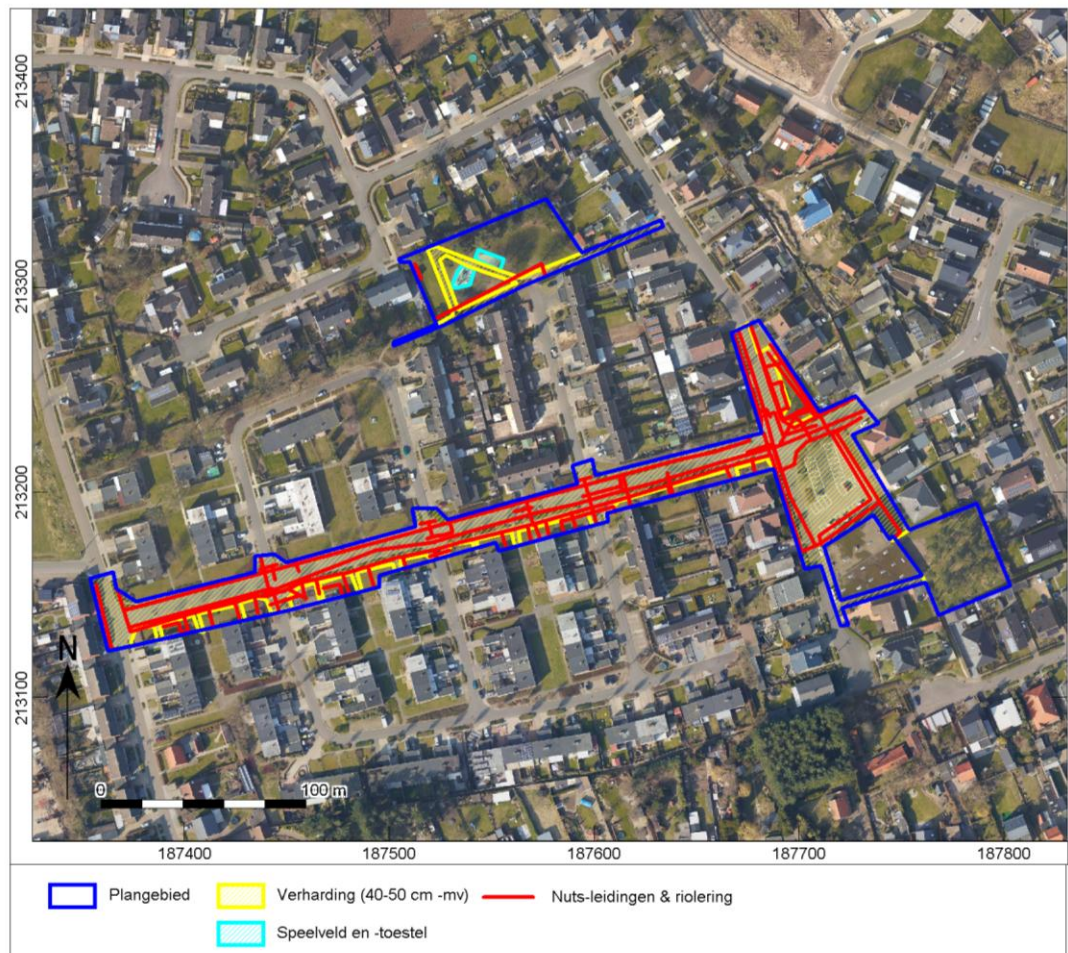 213400
213300
213200
213100
N
0 100 m
187400 187500 187600 187700 187800
Plangebied Verharding (40-50 cm -mv) Nuts-leidingen & riolering
Speelveld en -toestel